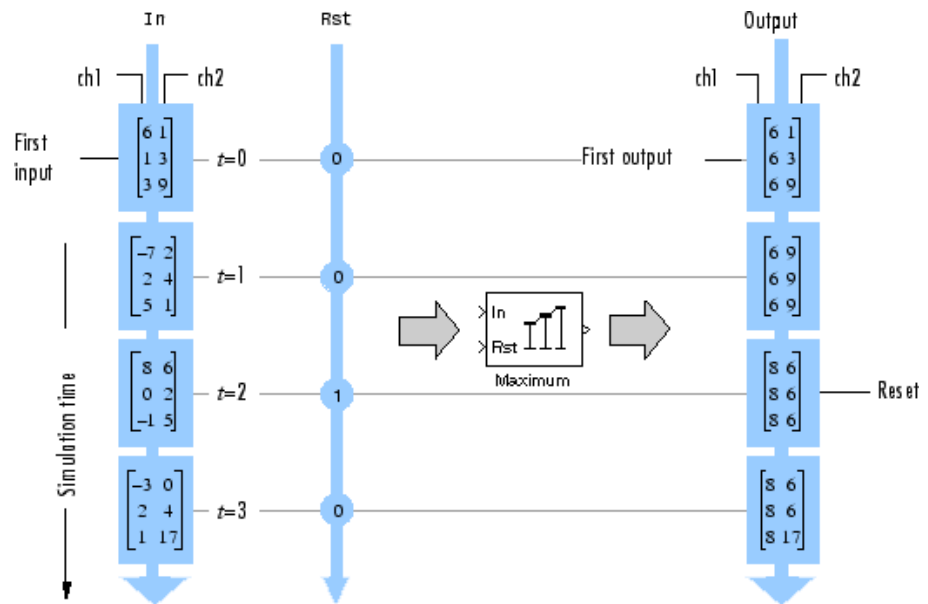 In Rst Output
ch1 ch2 ch1 ch2
First input
[6 1
1 3
3 9]
t=0 0
First output
[6 1
6 3
6 9]
[-7 2
2 4
5 1]
t=1 0
[6 9
6 9
6 9]
In
Rst
Maximum
Simulation time
[8 6
0 2
-1 5]
t=2 1
[8 6
8 6
8 6]
Reset
[-3 0
2 4
1 17]
t=3 0
[8 6
8 6
8 17]